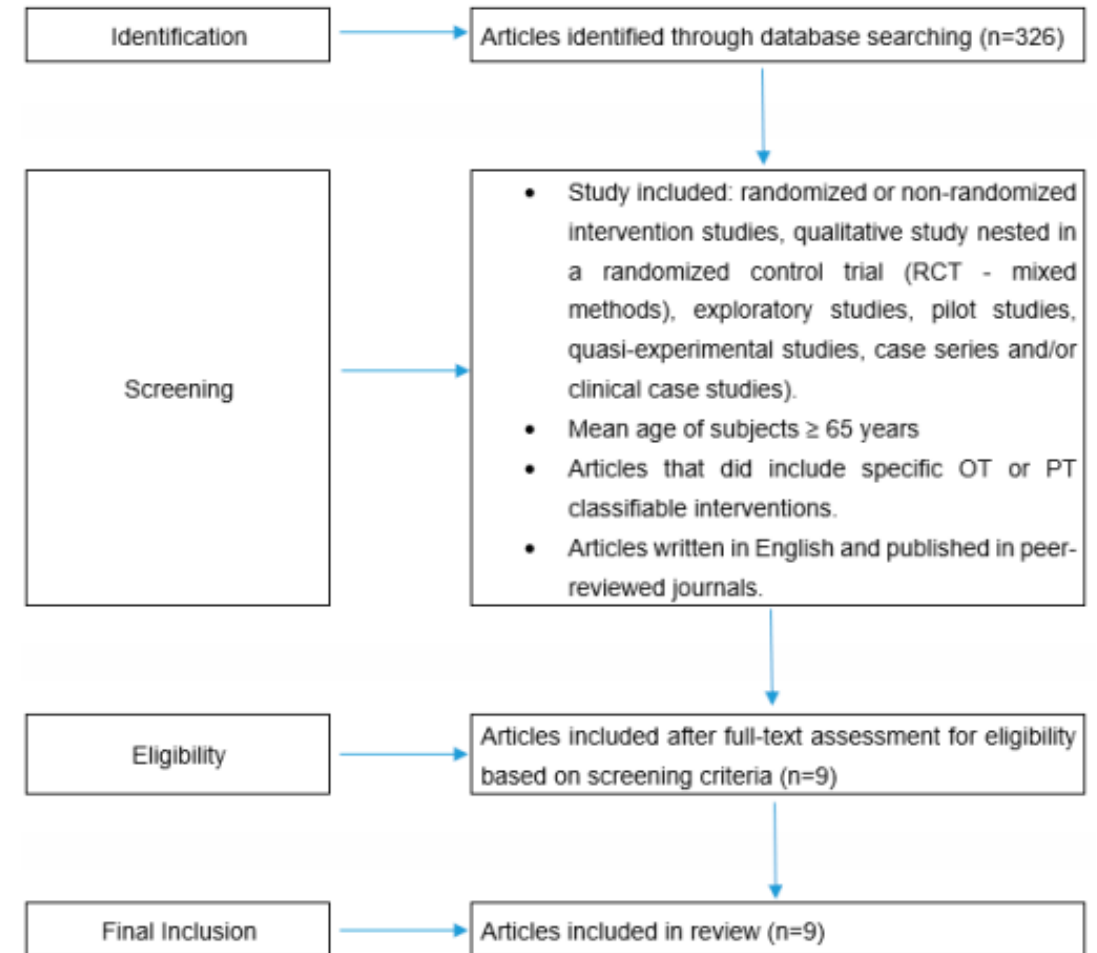 Identification
Articles identified through database searching (n=326)
Screening
• Study included: randomized or non-randomized
intervention studies, qualitative study nested in
a randomized control trial (RCT - mixed
methods), exploratory studies, pilot studies,
quasi-experimental studies, case series and/or
clinical case studies).
• Mean age of subjects ≥ 65 years
• Articles that did include specific OT or PT
classifiable interventions.
• Articles written in English and published in peer-
reviewed journals.
Eligibility
Articles included after full-text assessment for eligibility
based on screening criteria (n=9)
Final Inclusion
Articles included in review (n=9)